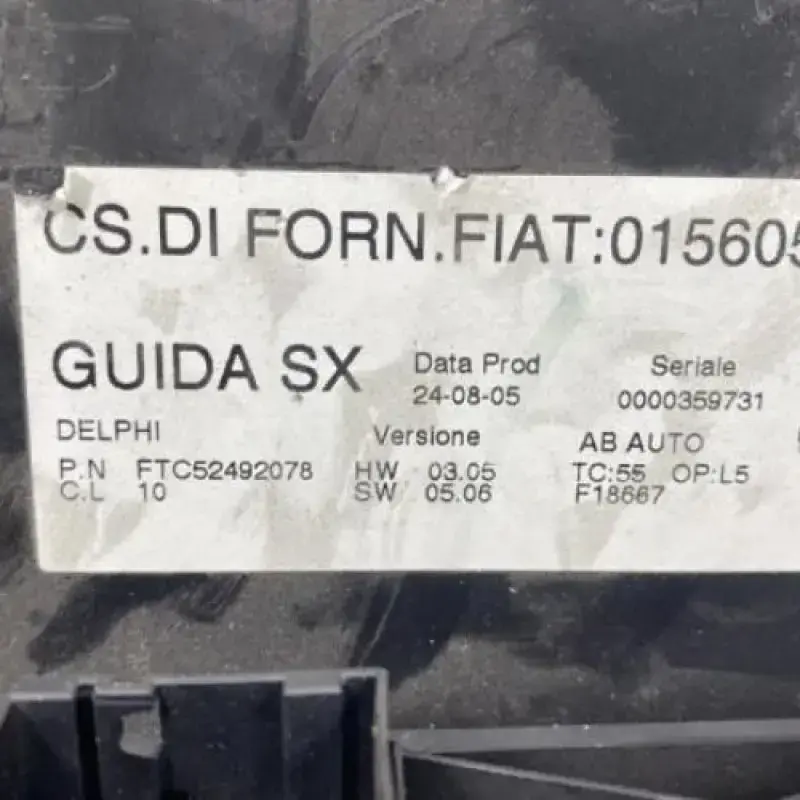 CS.DI FORN.FIAT:015605
GUIDA SX
Data Prod
24-08-05
Seriale
0000359731
DELPHI
Versione
AB AUTO
P.N FTC52492078
HW 03.05
TC:55 OP:L5
C.L 10
SW 05.06
F18667